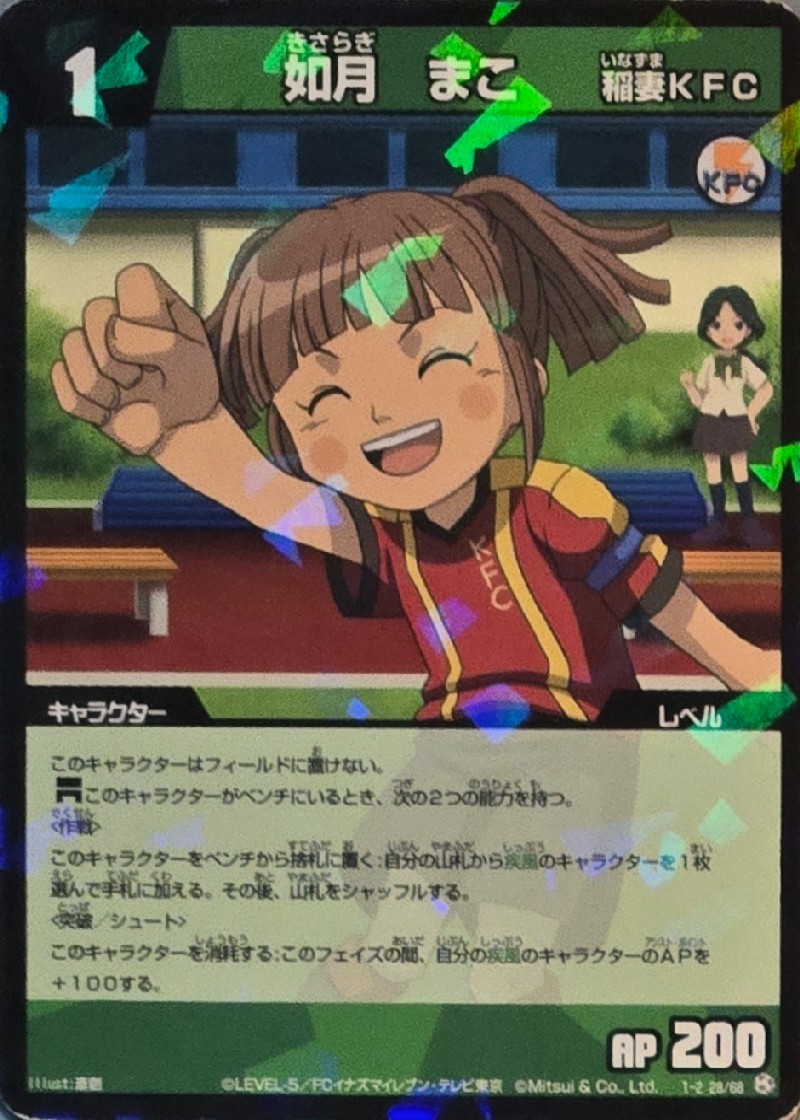 1
きさらぎ
如月 まこ
いなずま
稲妻KFC
KFC
KFC
キャラクター
レベル
このキャラクターはフィールドに置けない。
このキャラクターがベンチにいるとき、次の2つの能力を持つ。
<作戦>
このキャラクターをベンチから捨札に置く:自分の山札から疾風のキャラクターを1枚
選んで手札に加える。その後、山札をシャッフルする。
<突破/シュート>
このキャラクターを消耗する:このフェイズの間、自分の疾風のキャラクターのAPを
+100する。
AP 200
©LEVEL-5/FCイナズマイレブン・テレビ東京 ©Mitsui & Co., Ltd. 1-2 28/68